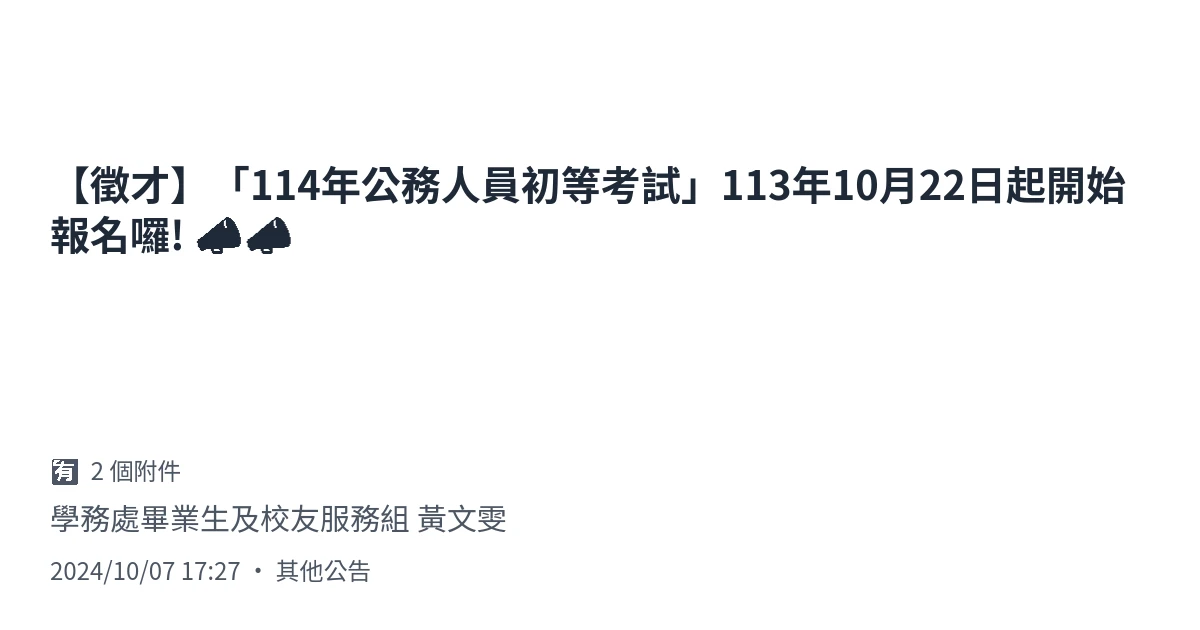 【徵才】「114年公務人員初等考試」113年10月22日起開始
報名囉! 📣📣
🈶 2 個附件
學務處畢業生及校友服務組 黃文雯
2024/10/07 17:27 • 其他公告